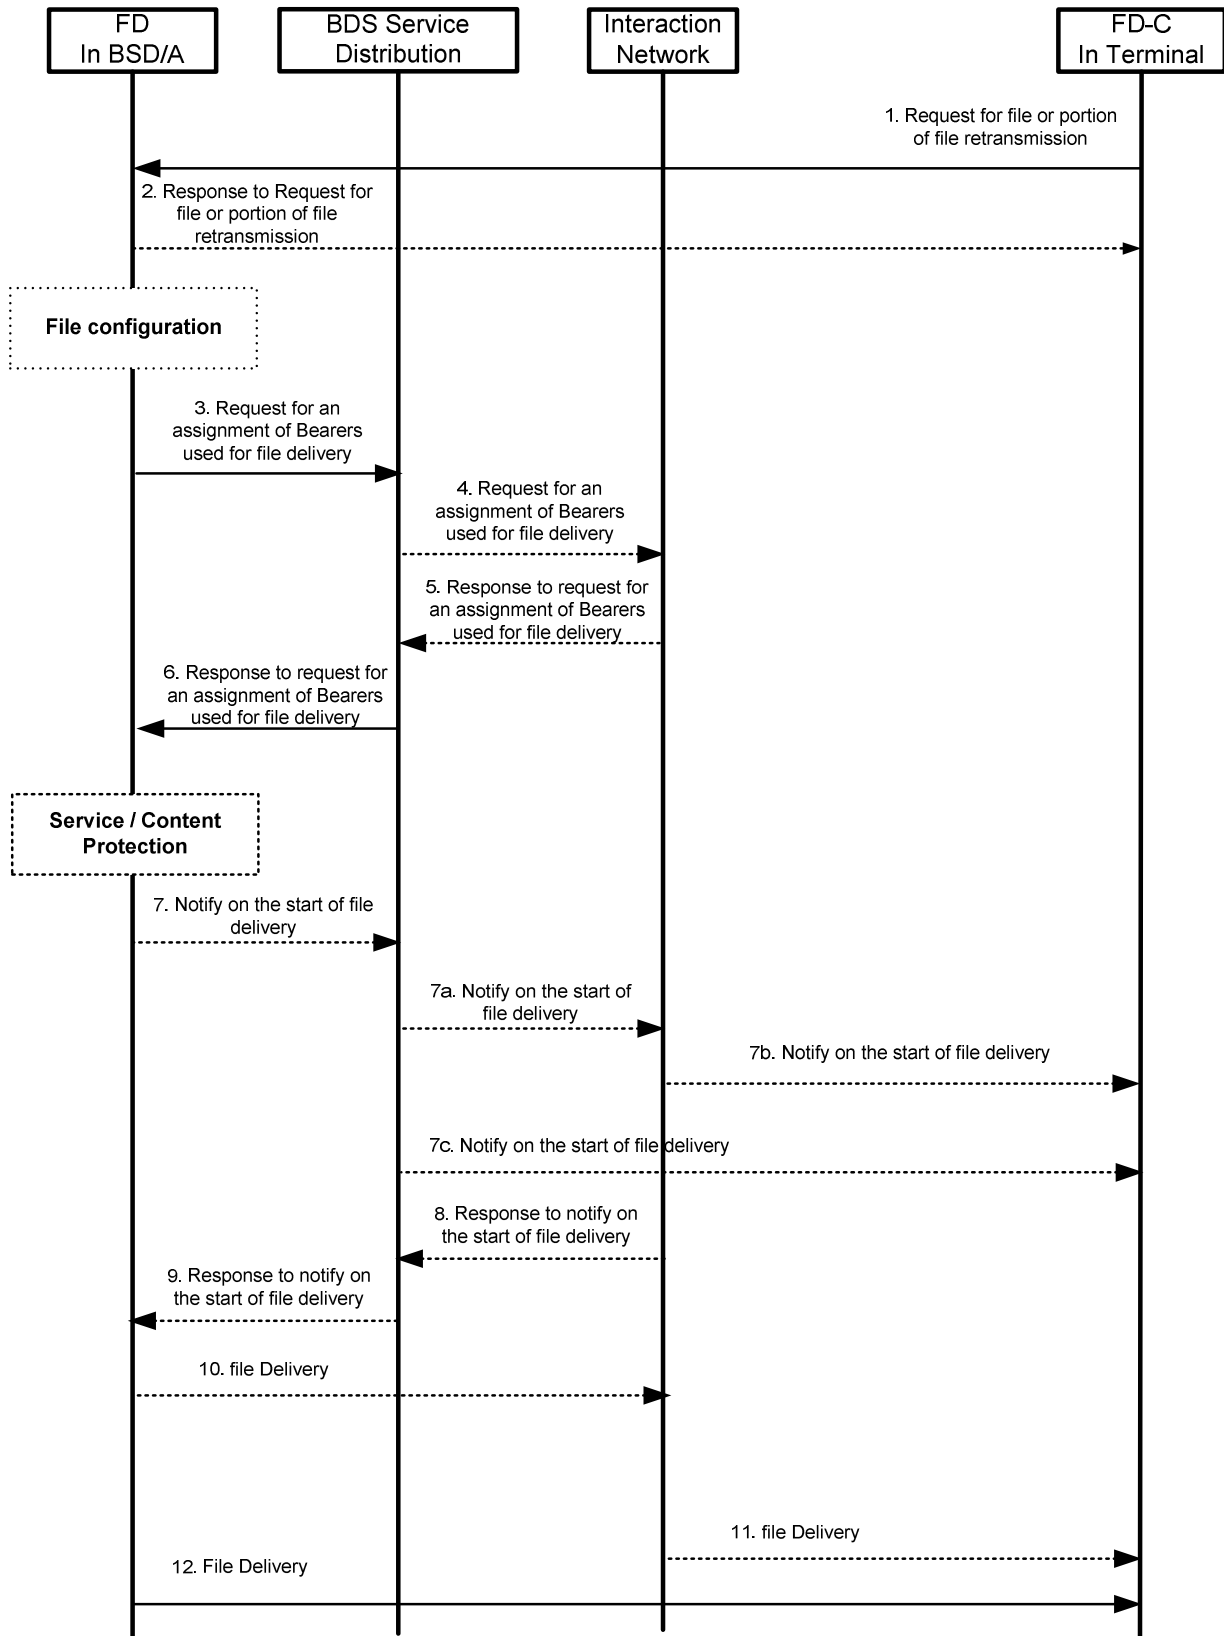 FD
In BSD/A
BDS Service
Distribution
Interaction
Network
FD-C
In Terminal
1. Request for file or portion
of file retransmission
2. Response to Request for
file or portion of file
retransmission
File configuration
3. Request for an
assignment of Bearers
used for file delivery
4. Request for an
assignment of Bearers
used for file delivery
5. Response to request for
an assignment of Bearers
used for file delivery
6. Response to request for
an assignment of Bearers
used for file delivery
Service / Content
Protection
7. Notify on the start of file
delivery
7a. Notify on the start of
file delivery
7b. Notify on the start of file delivery
7c. Notify on the start of file delivery
8. Response to notify on
the start of file delivery
9. Response to notify on
the start of file delivery
10. file Delivery
11. file Delivery
12. File Delivery